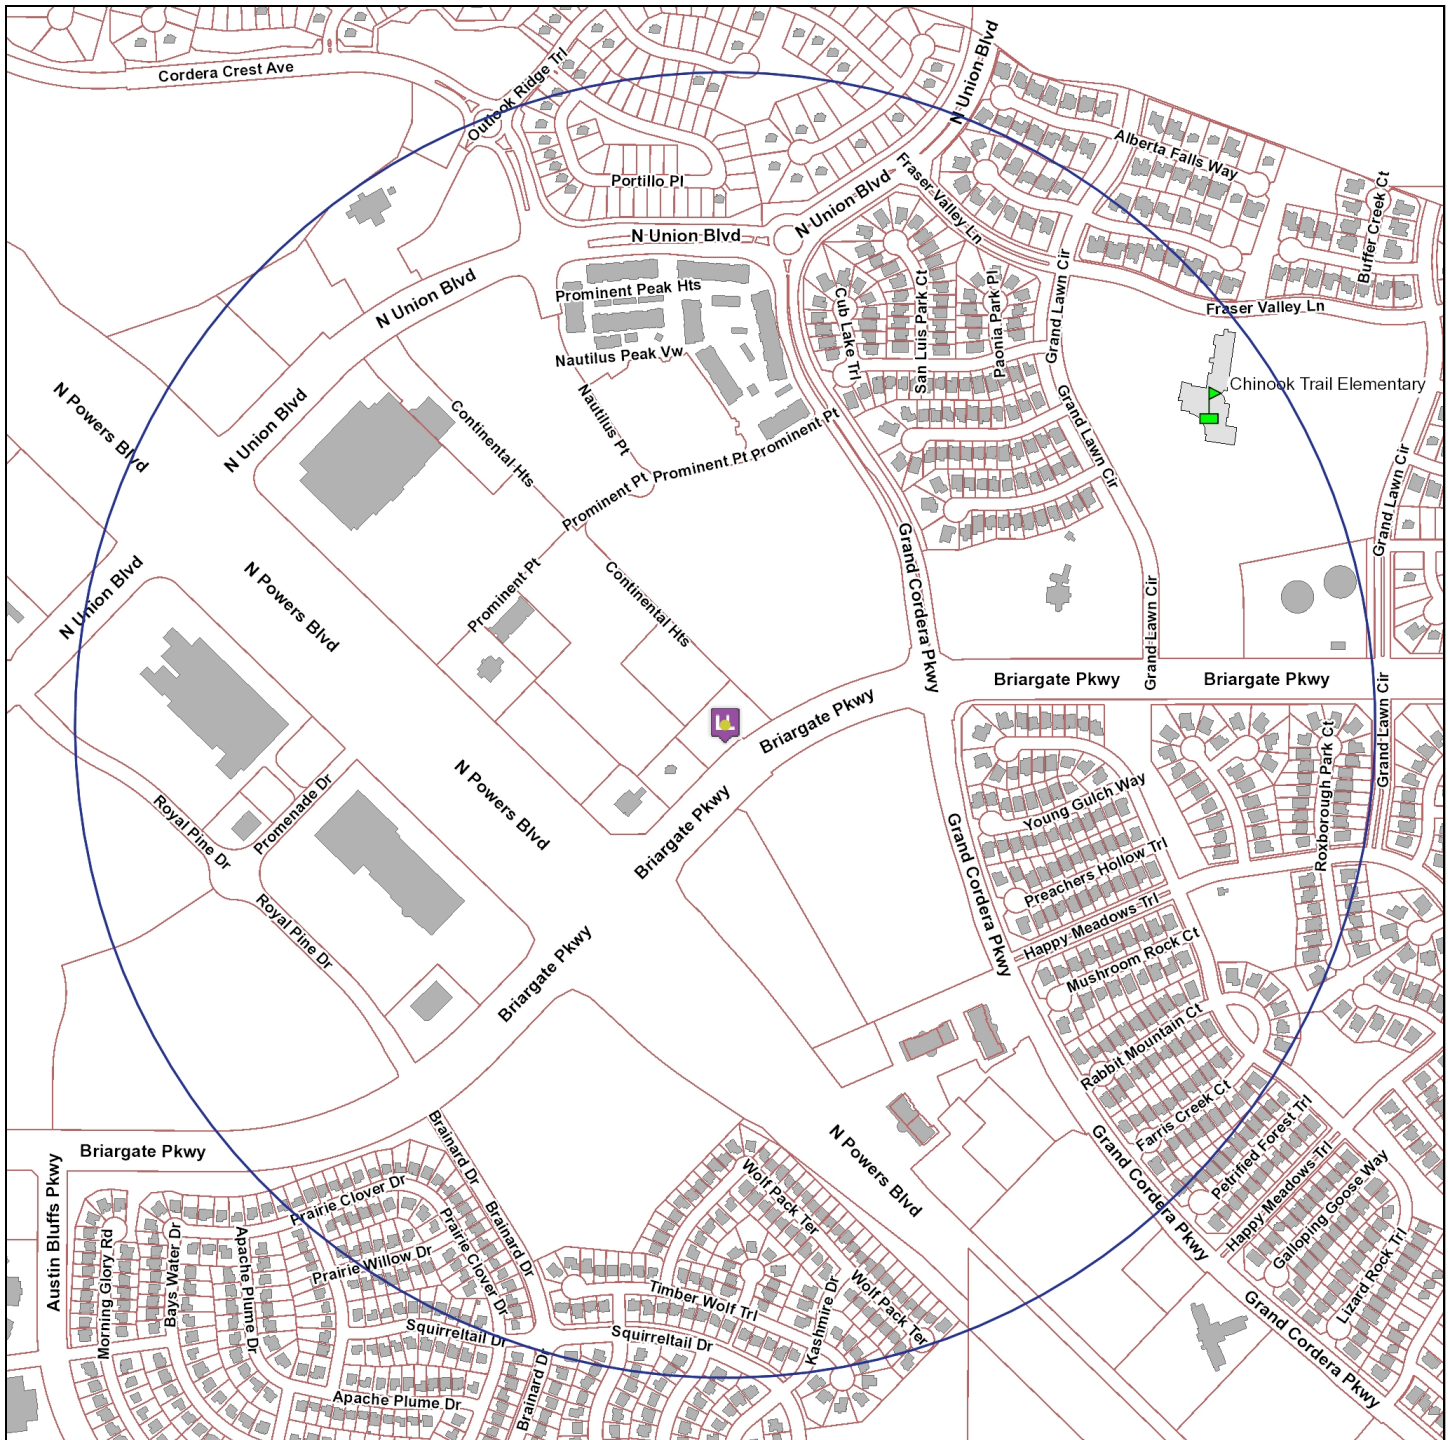 N Union Blvd
Outlook Ridge Trl
Cordera Crest Ave
Alberta Falls Way
Portillo Pl
Fraser Valley Ln
N Union Blvd
Buffer Creek Ct
N Union Blvd
N Union Blvd
Prominent Peak Hts
Cub Lake Trl
San Luis Park Ct
Paonia Park Pl
Grand Lawn Cir
Fraser Valley Ln
Nautilus Peak Vw
N Powers Blvd
N Union Blvd
Continental Hts
Nautilus Pt
Prominent Pt
Chinook Trail Elementary
Grand Lawn Cir
Prominent Pt
Prominent Pt
Grand Lawn Cir
N Union Blvd
N Powers Blvd
Prominent Pt
Continental Hts
Grand Cordera Pkwy
Grand Lawn Cir
Briargate Pkwy
Briargate Pkwy
Briargate Pkwy
Grand Lawn Cir
Roxborough Park Ct
N Powers Blvd
Royal Pine Dr
Promenade Dr
Briargate Pkwy
Young Gulch Way
Grand Cordera Pkwy
Preachers Hollow Trl
Happy Meadows Trl
Royal Pine Dr
Briargate Pkwy
Mushroom Rock Ct
Rabbit Mountain Ct
Farris Creek Ct
Petrified Forest Trl
Briargate Pkwy
Brainard Dr
N Powers Blvd
Grand Cordera Pkwy
Happy Meadows Trl
Galloping Goose Way
Austin Bluffs Pkwy
Prairie Clover Dr
Wolf Pack Ter
Morning Glory Rd
Bays Water Dr
Apache Plume Dr
Prairie Willow Dr
Prairie Clover Dr
Brainard Dr
Timber Wolf Trl
Kashmire Dr
Wolf Pack Ter
Lizard Rock Trl
Squirreltail Dr
Squirreltail Dr
Grand Cordera Pkwy
Apache Plume Dr
Brainard Dr